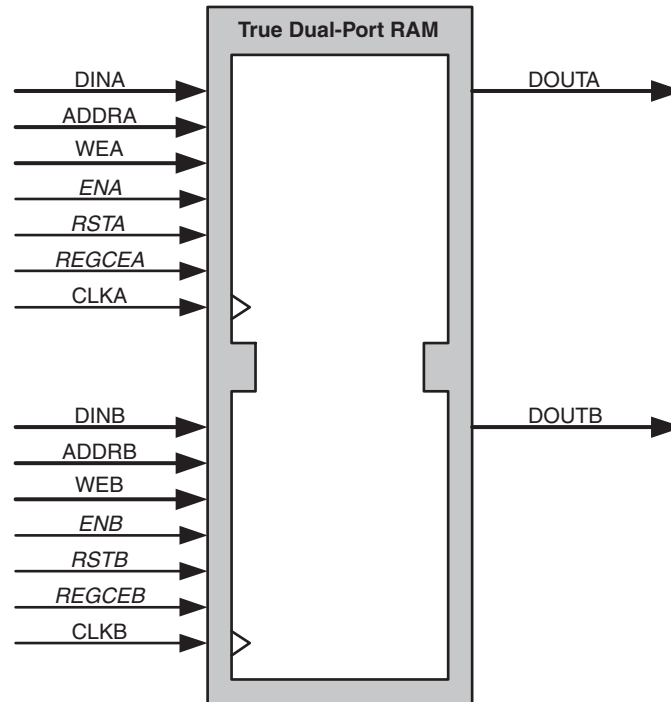 True Dual-Port RAM
DINA
DOUTA
ADDRA
WEA
ENA
RSTA
REGCEA
CLKA
DINB
DOUTB
ADDRB
WEB
ENB
RSTB
REGCEB
CLKB